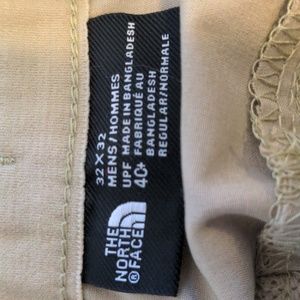 32 X 32
MENS / HOMMES
UPF MADE IN BANGLADESH
40+ FABRIQUÉ AU
BANGLADESH
REGULAR/NORMALE
THE
NORTH
FACE®